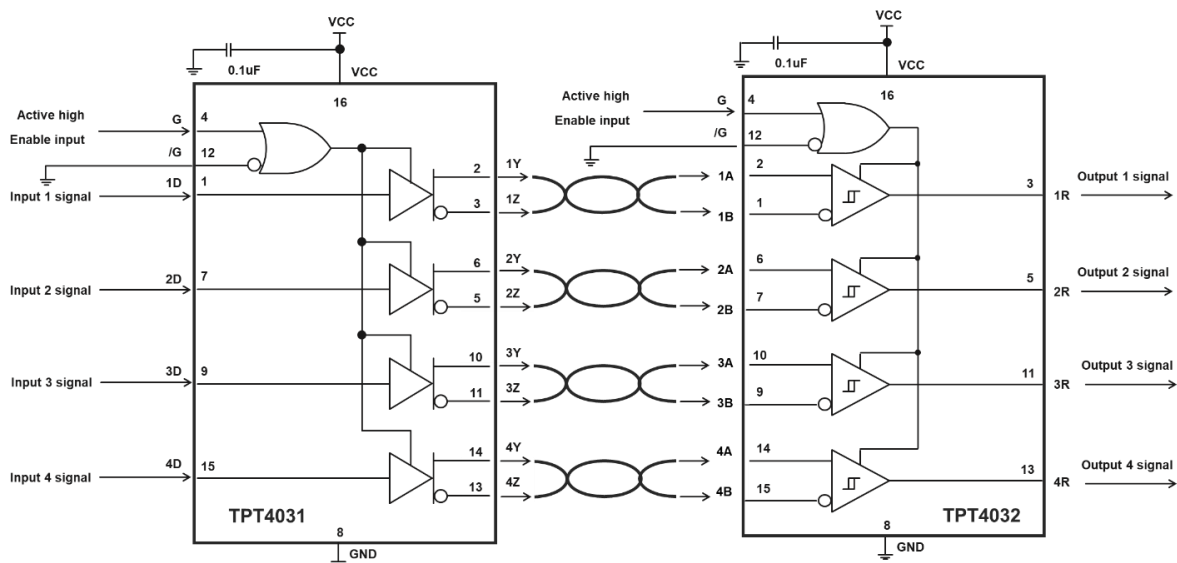 VCC
0.1uF
VCC
16
Active high
Enable input
G
4
/G
12
Input 1 signal
1D
1
2
1Y
3
1Z
Input 2 signal
2D
7
6
2Y
5
2Z
Input 3 signal
3D
9
10
3Y
11
3Z
Input 4 signal
4D
15
14
4Y
13
4Z
TPT4031
8
GND
VCC
0.1uF
VCC
16
Active high
Enable input
G
4
/G
12
1A
2
1B
1
3
1R
Output 1 signal
2A
6
2B
7
5
2R
Output 2 signal
3A
10
3B
9
11
3R
Output 3 signal
4A
14
4B
15
13
4R
Output 4 signal
TPT4032
8
GND